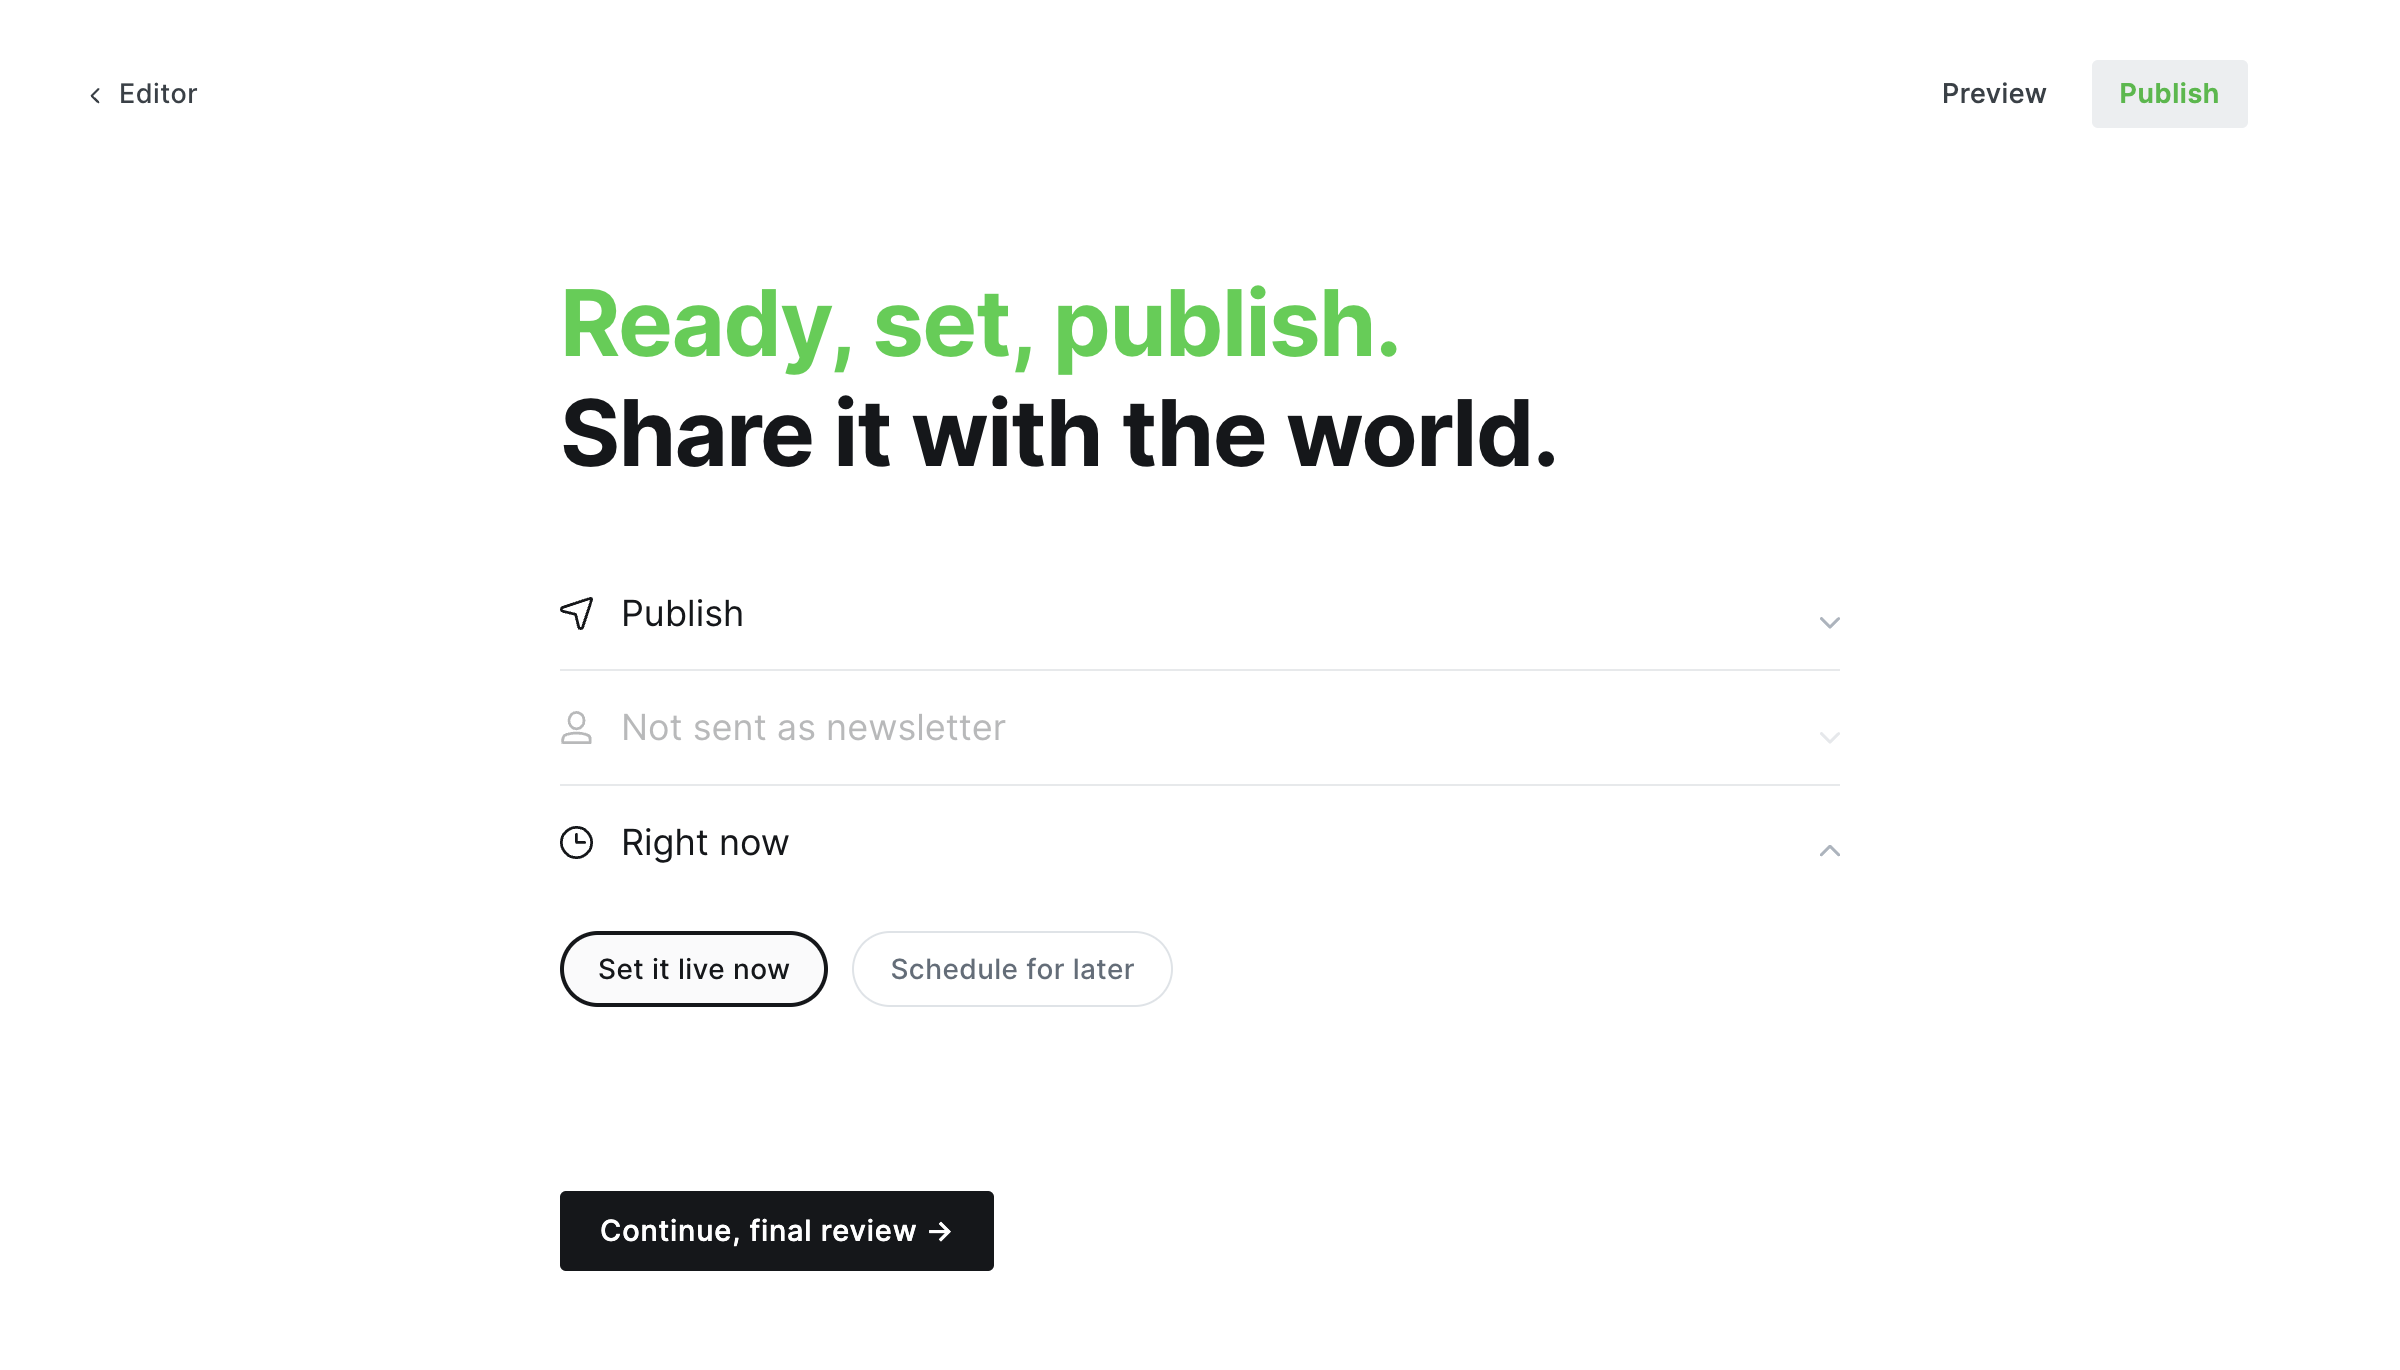 Editor
Preview
Publish
Ready, set, publish.
Share it with the world.
Publish
Not sent as newsletter
Right now
Set it live now
Schedule for later
Continue, final review →